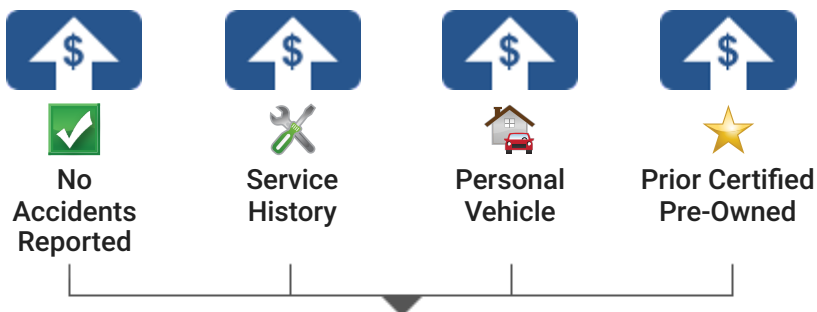 $ $ $ $
No Accidents Reported
Service History
Personal Vehicle
Prior Certified Pre-Owned